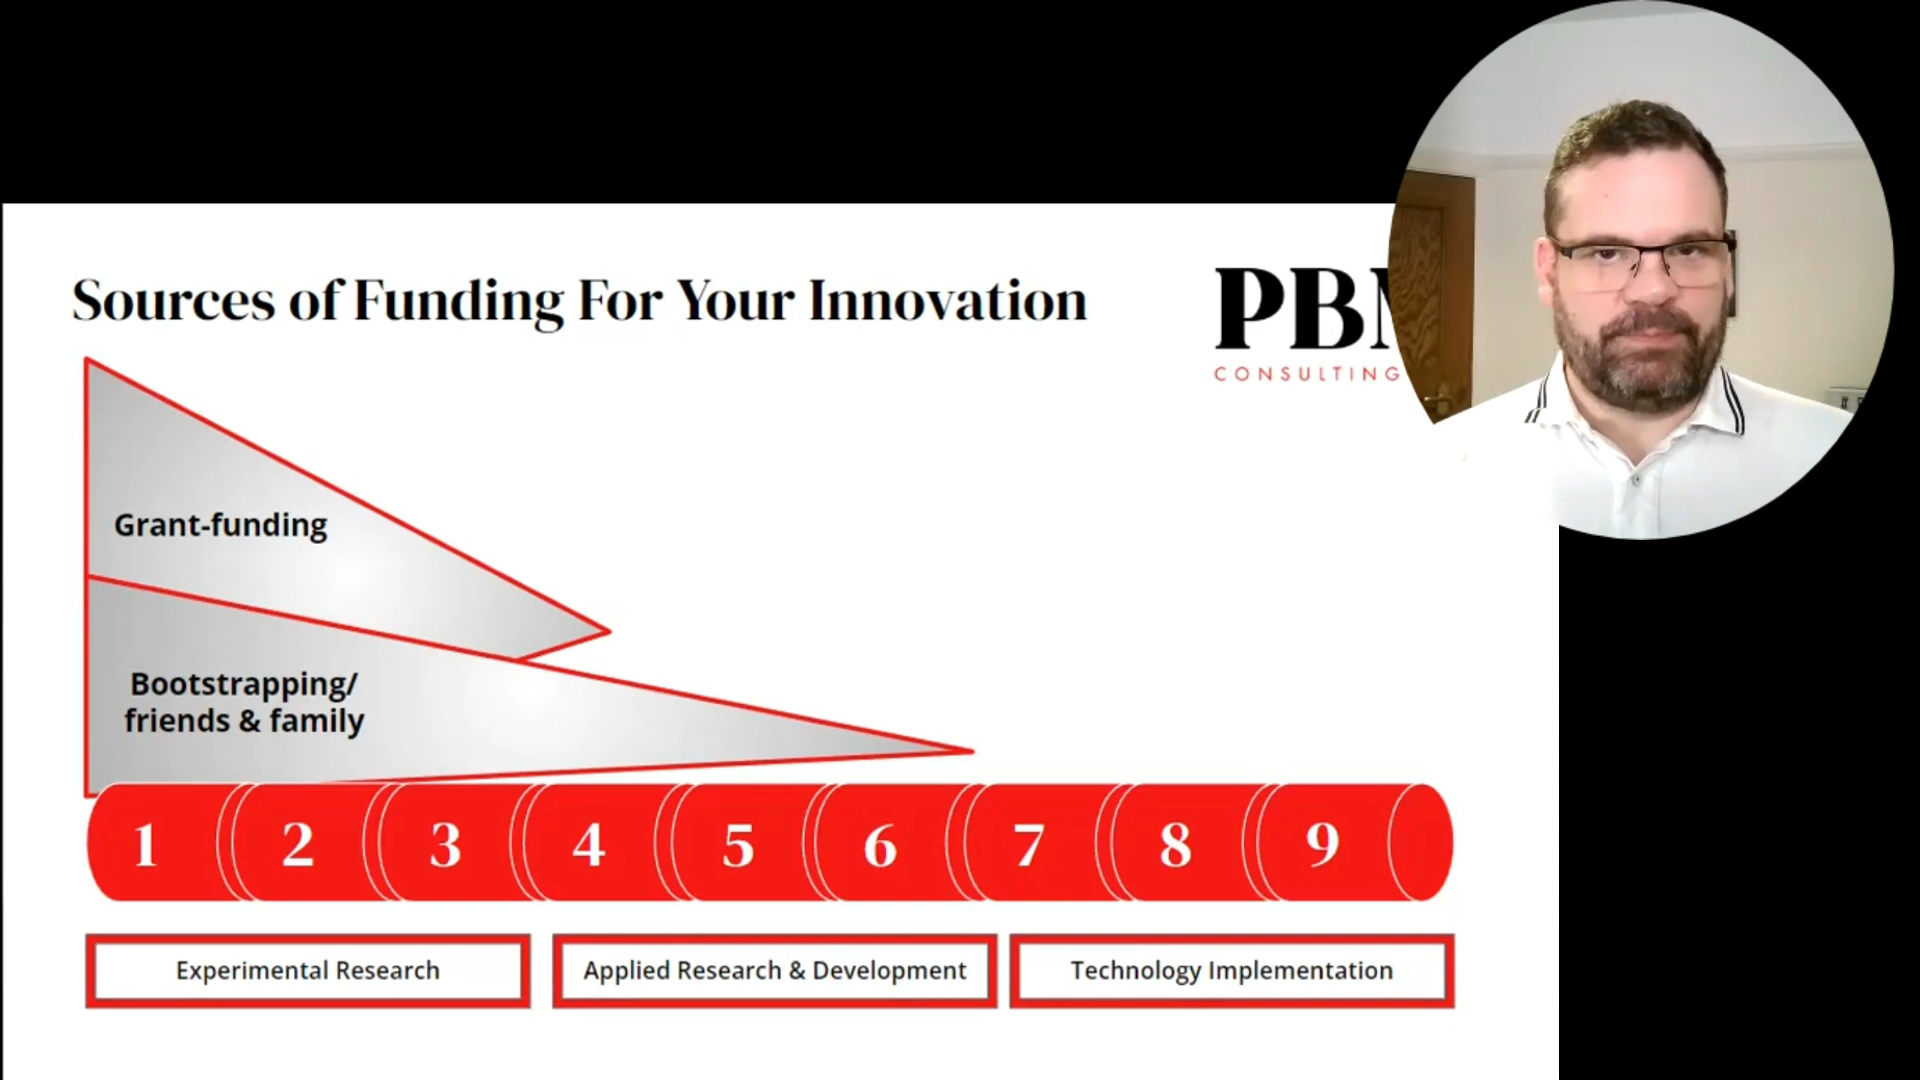 Sources of Funding For Your Innovation
CONSULTING
Grant-funding
Bootstrapping/
friends & family
1 2 3 4 5 6 7 8 9
Experimental Research
Applied Research & Development
Technology Implementation